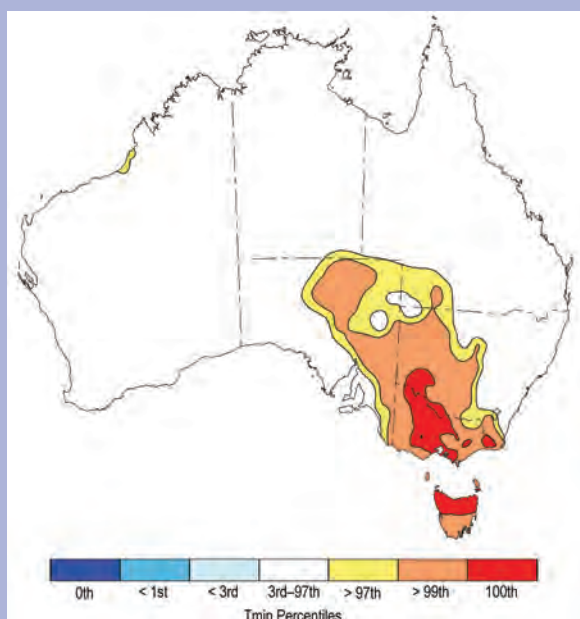 0th < 1st < 3rd 3rd–97th > 97th > 99th 100th
Tmin Percentiles